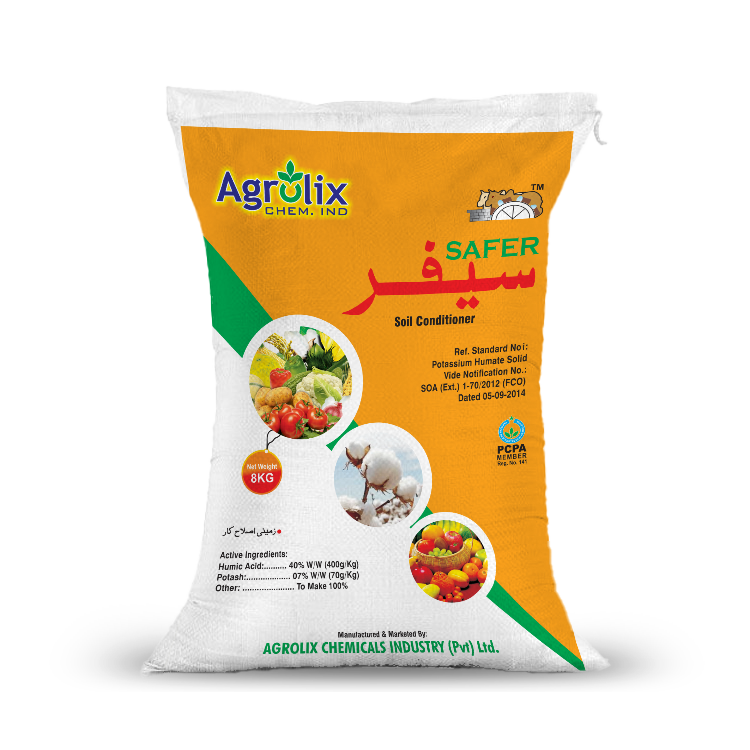 Agrolix
CHEM. IND
TM
SAFER
سیفر
Soil Conditioner
Ref. Standard No i:
Potassium Humate Solid
Vide Notification No.:
SOA (Ext.) 1-70/2012 (FCO)
Dated 05-09-2014
PCPA
MEMBER
Reg. No. 141
Net Weight
8KG
زمینی اصلاح کار
Active Ingredients:
Humic Acid:.......... 40% W/W (400g/Kg)
Potash:................... 07% W/W (70g/Kg)
Other: ...................... To Make 100%
Manufactured & Marketed By:
AGROLIX CHEMICALS INDUSTRY (Pvt) Ltd.